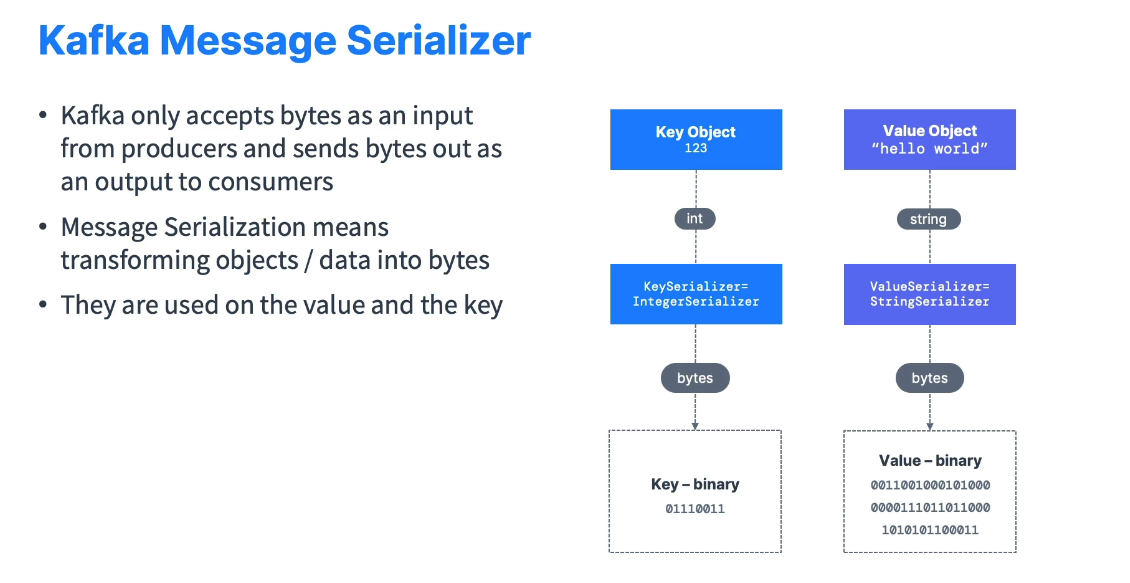 Kafka Message Serializer
• Kafka only accepts bytes as an input
from producers and sends bytes out as
an output to consumers
• Message Serialization means
transforming objects / data into bytes
• They are used on the value and the key
Key Object
123
int
KeySerializer=
IntegerSerializer
bytes
Key – binary
01110011
Value Object
“hello world”
string
ValueSerializer=
StringSerializer
bytes
Value – binary
0011001000101000
0000111011011000
1010101100011